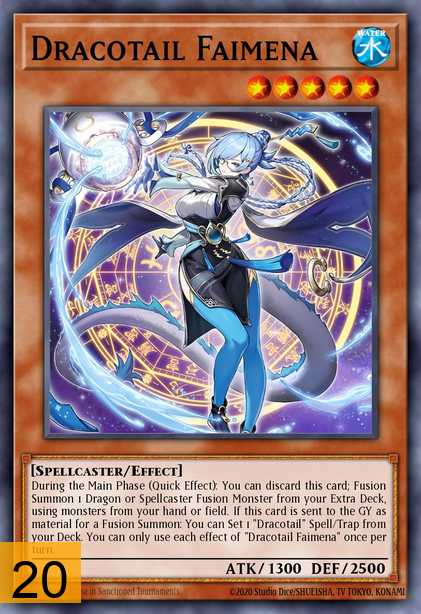 Dracotail Faimena
WATER
水
[Spellcaster/Effect]
During the Main Phase (Quick Effect): You can discard this card; Fusion
Summon 1 Dragon or Spellcaster Fusion Monster from your Extra Deck,
using monsters from your hand or field. If this card is sent to the GY as
material for a Fusion Summon: You can Set 1 "Dracotail" Spell/Trap from
your Deck. You can only use each effect of "Dracotail Faimena" once per
turn.
ATK/1300 DEF/2500
20
in Sanctioned Tournaments
©2020 Studio Dice/SHUEISHA, TV TOKYO, KONAMI